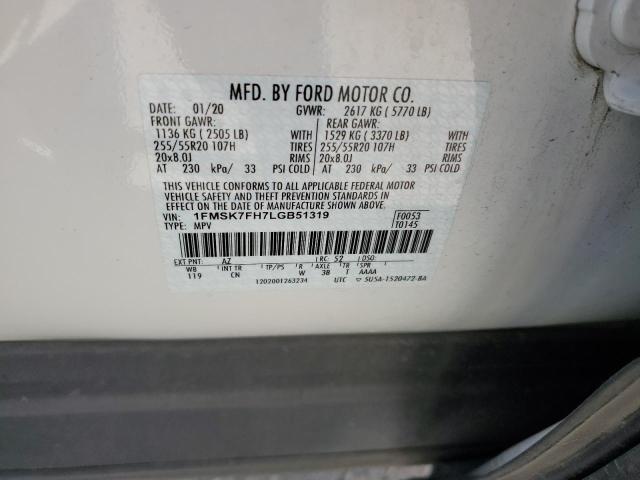 MFD. BY FORD MOTOR CO.
DATE: 01/20 GVWR: 2617 KG ( 5770 LB)
FRONT GAWR: REAR GAWR:
1136 KG ( 2505 LB) WITH 1529 KG ( 3370 LB) WITH
255/55R20 107H TIRES 255/55R20 107H TIRES
20x8.0J RIMS 20x8.0J RIMS
AT 230 kPa/ 33 PSI COLD AT 230 kPa/ 33 PSI COLD
THIS VEHICLE CONFORMS TO ALL APPLICABLE FEDERAL MOTOR
VEHICLE SAFETY AND THEFT PREVENTION STANDARDS IN
EFFECT ON THE DATE OF MANUFACTURE SHOWN ABOVE.
VIN: 1FMSK7FH7LGB51319 F0053
TYPE: MPV T0145
EXT PNT: AZ RC: 52 DSO:
WB INT TR TP/PS R AXLE TR SPR
119 CN W 3B T AAAA
1202001263234 UTC 5U5A-1520472-BA